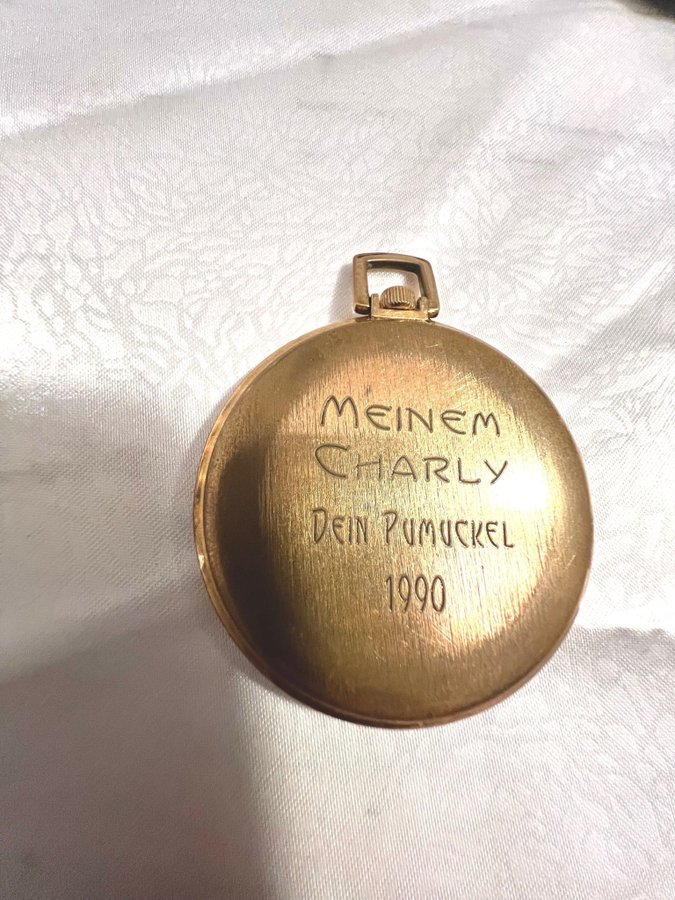 MEINEM
CHARLY
DEIN PUMUCKEL
1990